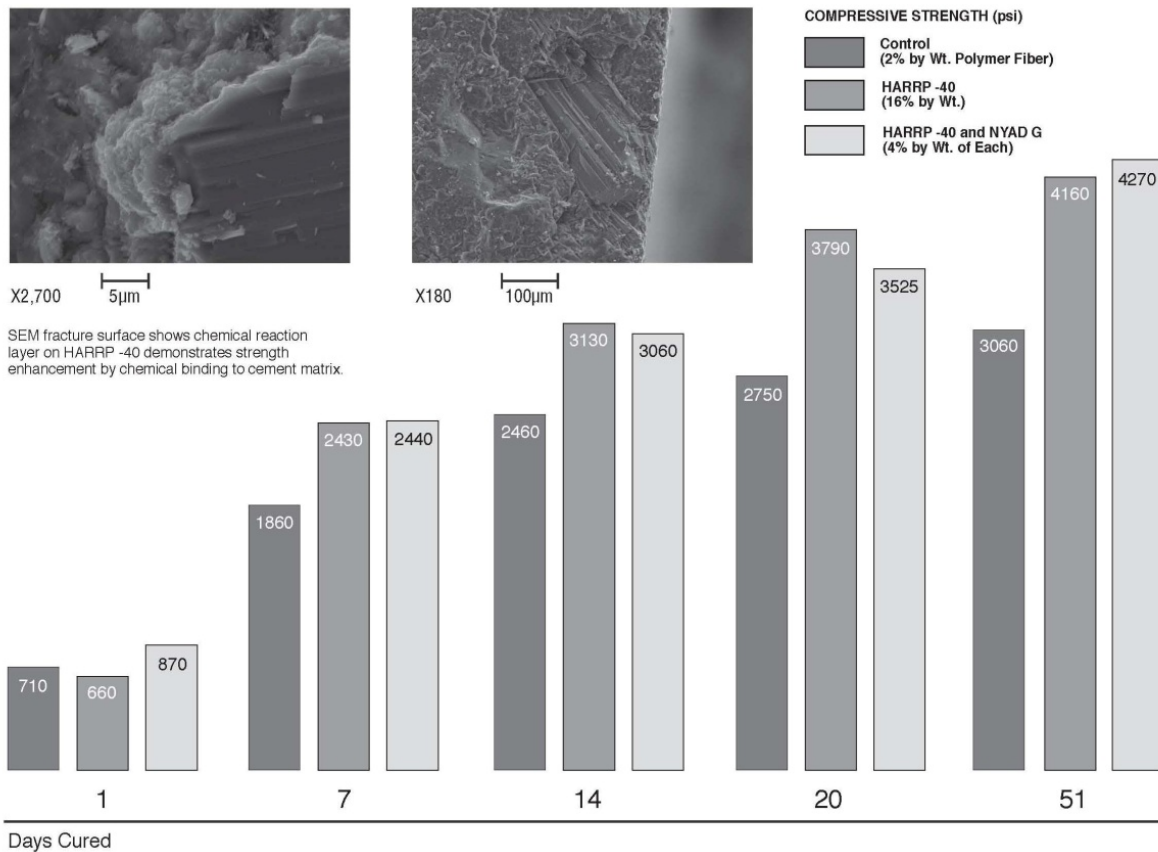 COMPRESSIVE STRENGTH (psi)
Control
(2% by Wt. Polymer Fiber)
HARRP -40
(16% by Wt.)
HARRP -40 and NYAD G
(4% by Wt. of Each)
X2,700
5µm
X180
100µm
SEM fracture surface shows chemical reaction
layer on HARRP -40 demonstrates strength
enhancement by chemical binding to cement matrix.
710
660
870
1860
2430
2440
2460
3130
3060
2750
3790
3525
3060
4160
4270
1
7
14
20
51
Days Cured